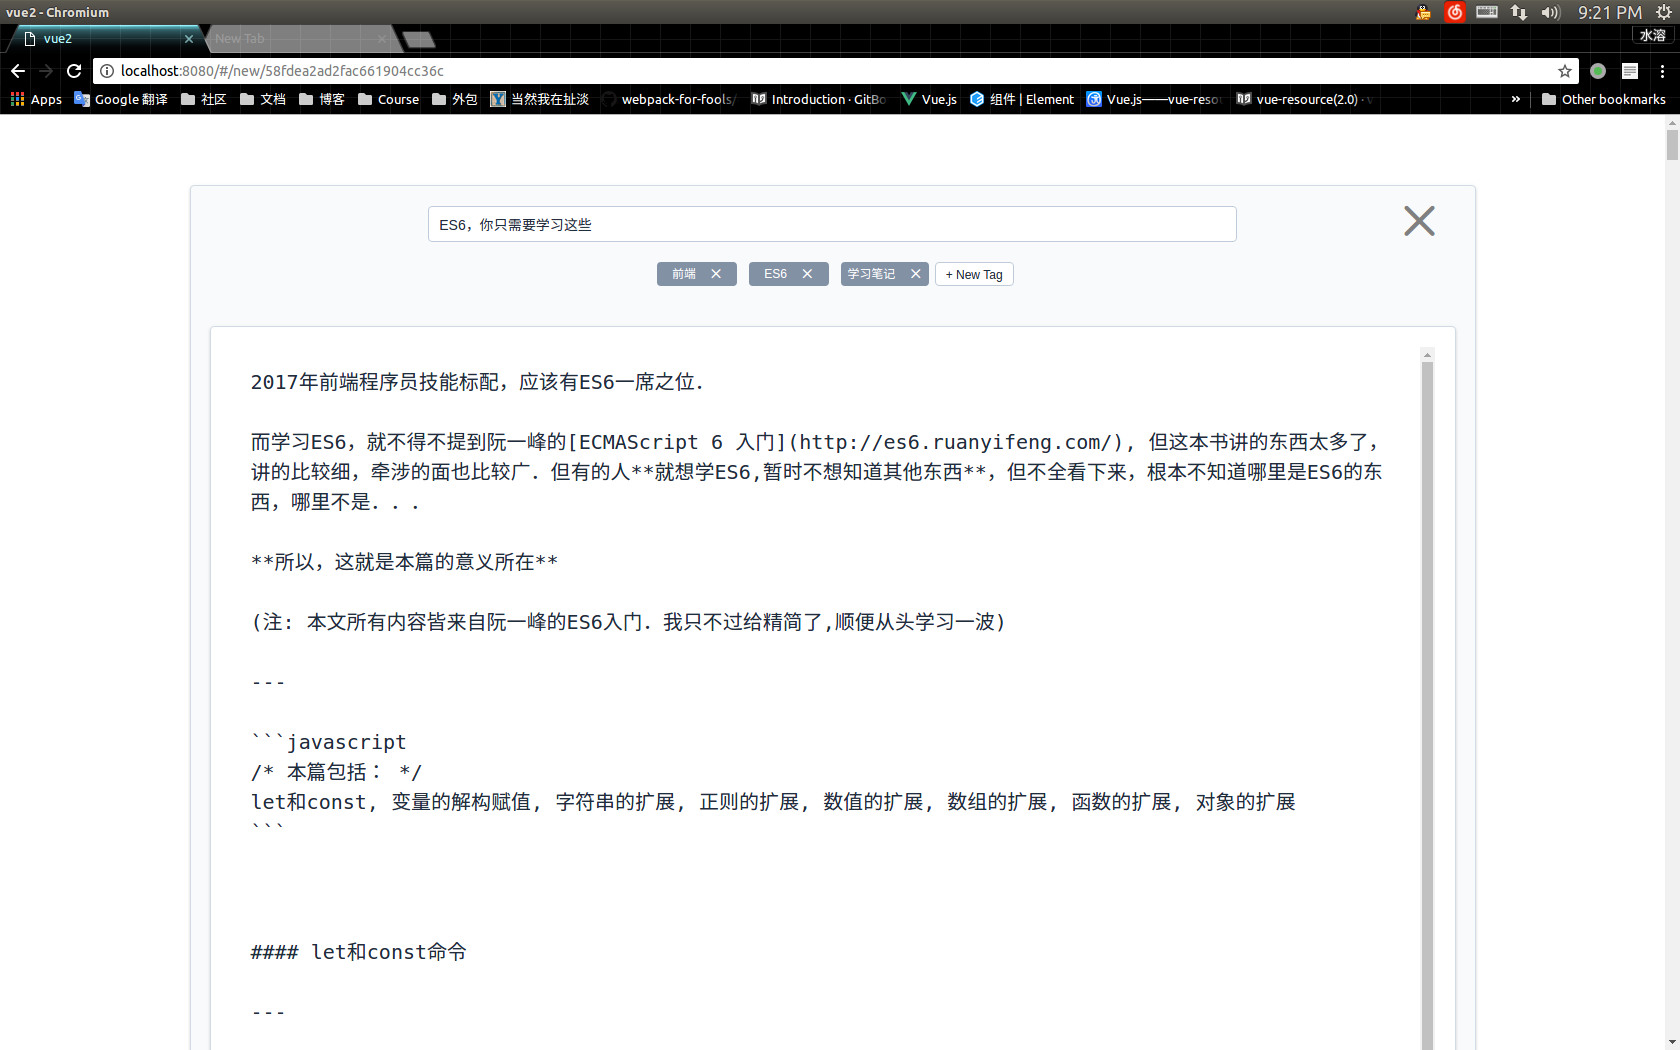 vue2 - Chromium
9:21 PM
vue2
New Tab
水溶
localhost:8080/#/new/58fdea2ad2fac661904cc36c
Apps
Google 翻译
社区
文档
博客
Course
外包
当然我在扯淡
webpack-for-fools/
Introduction · GitBo
Vue.js
组件 | Element
Vue.js——vue-resou
vue-resource(2.0) ·
»
Other bookmarks
ES6，你只需要学习这些
前端
ES6
学习笔记
+ New Tag
2017年前端程序员技能标配，应该有ES6一席之位.
而学习ES6，就不得不提到阮一峰的[ECMAScript 6 入门](http://es6.ruanyifeng.com/), 但这本书讲的东西太多了，
讲的比较细，牵涉的面也比较广．但有的人**就想学ES6,暂时不想知道其他东西**，但不全看下来，根本不知道哪里是ES6的东
西，哪里不是．．．
**所以，这就是本篇的意义所在**
(注: 本文所有内容皆来自阮一峰的ES6入门．我只不过给精简了,顺便从头学习一波)
---
```javascript
/* 本篇包括： */
let和const, 变量的解构赋值, 字符串的扩展, 正则的扩展, 数值的扩展, 数组的扩展, 函数的扩展, 对象的扩展
```
#### let和const命令
---